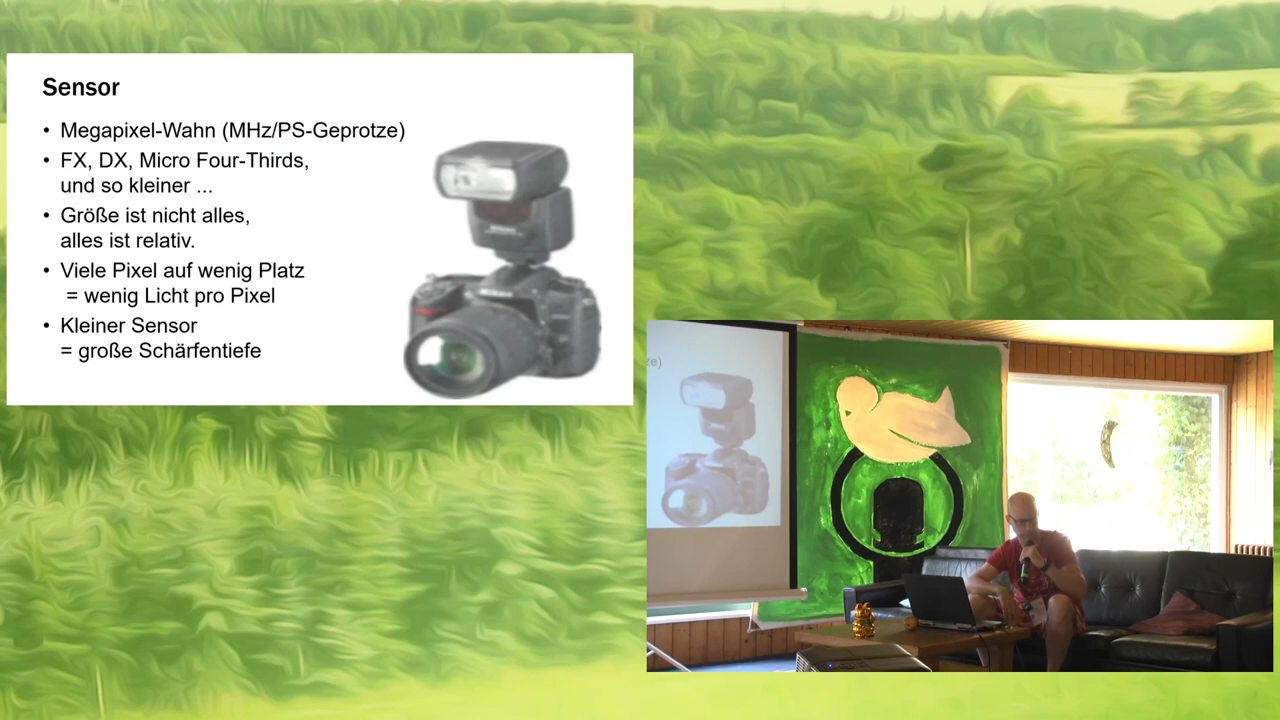 Sensor
• Megapixel-Wahn (MHz/PS-Geprotze)
• FX, DX, Micro Four-Thirds,
und so kleiner ...
• Größe ist nicht alles,
alles ist relativ.
• Viele Pixel auf wenig Platz
= wenig Licht pro Pixel
• Kleiner Sensor
= große Schärfentiefe
ze)